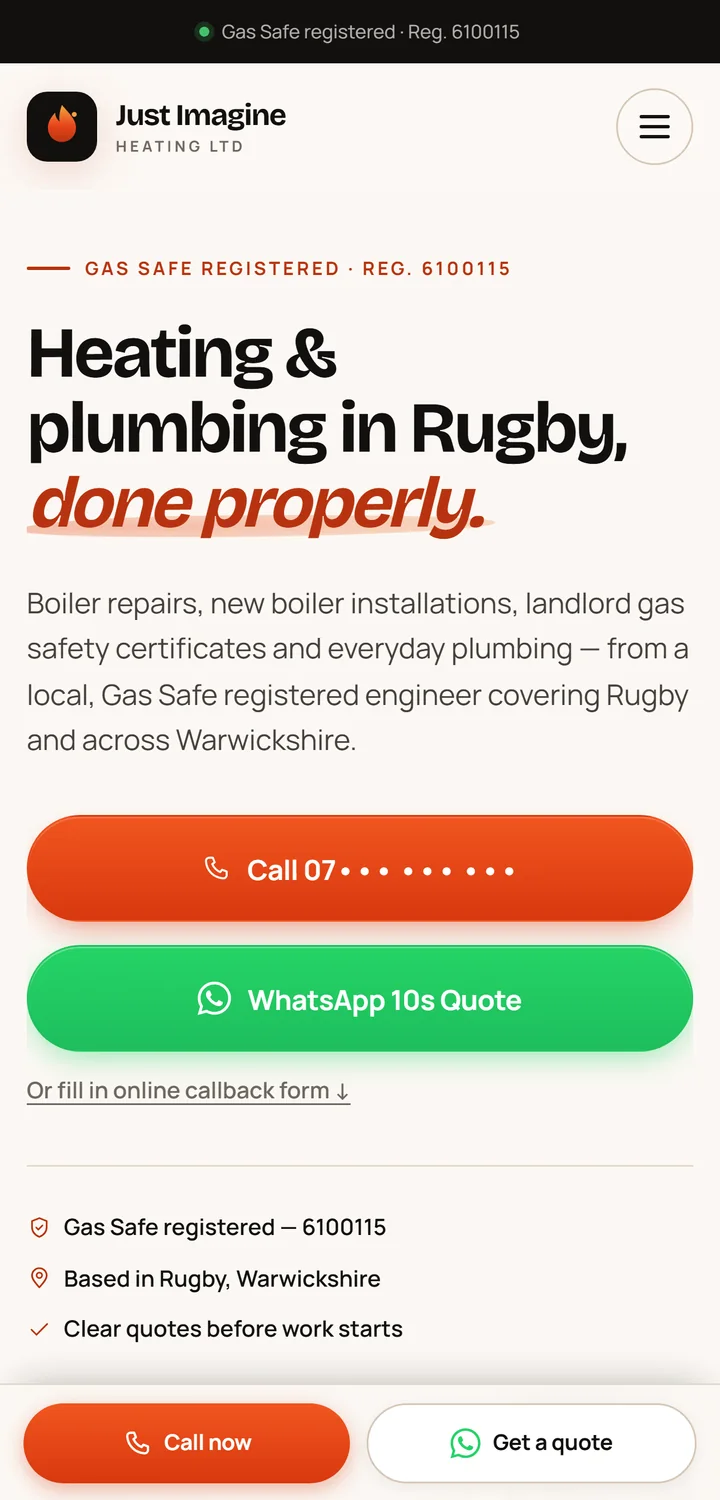 Gas Safe registered · Reg. 6100115
Just Imagine
HEATING LTD
GAS SAFE REGISTERED · REG. 6100115
Heating &
plumbing in Rugby,
done properly.
Boiler repairs, new boiler installations, landlord gas
safety certificates and everyday plumbing — from a
local, Gas Safe registered engineer covering Rugby
and across Warwickshire.
Call 07••• ••• •••
WhatsApp 10s Quote
Or fill in online callback form ↓
Gas Safe registered — 6100115
Based in Rugby, Warwickshire
Clear quotes before work starts
Call now
Get a quote